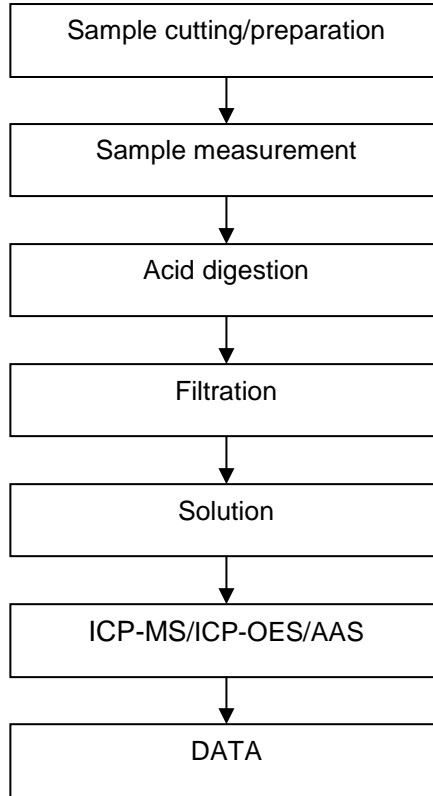 Sample cutting/preparation
Sample measurement
Acid digestion
Filtration
Solution
ICP-MS/ICP-OES/AAS
DATA